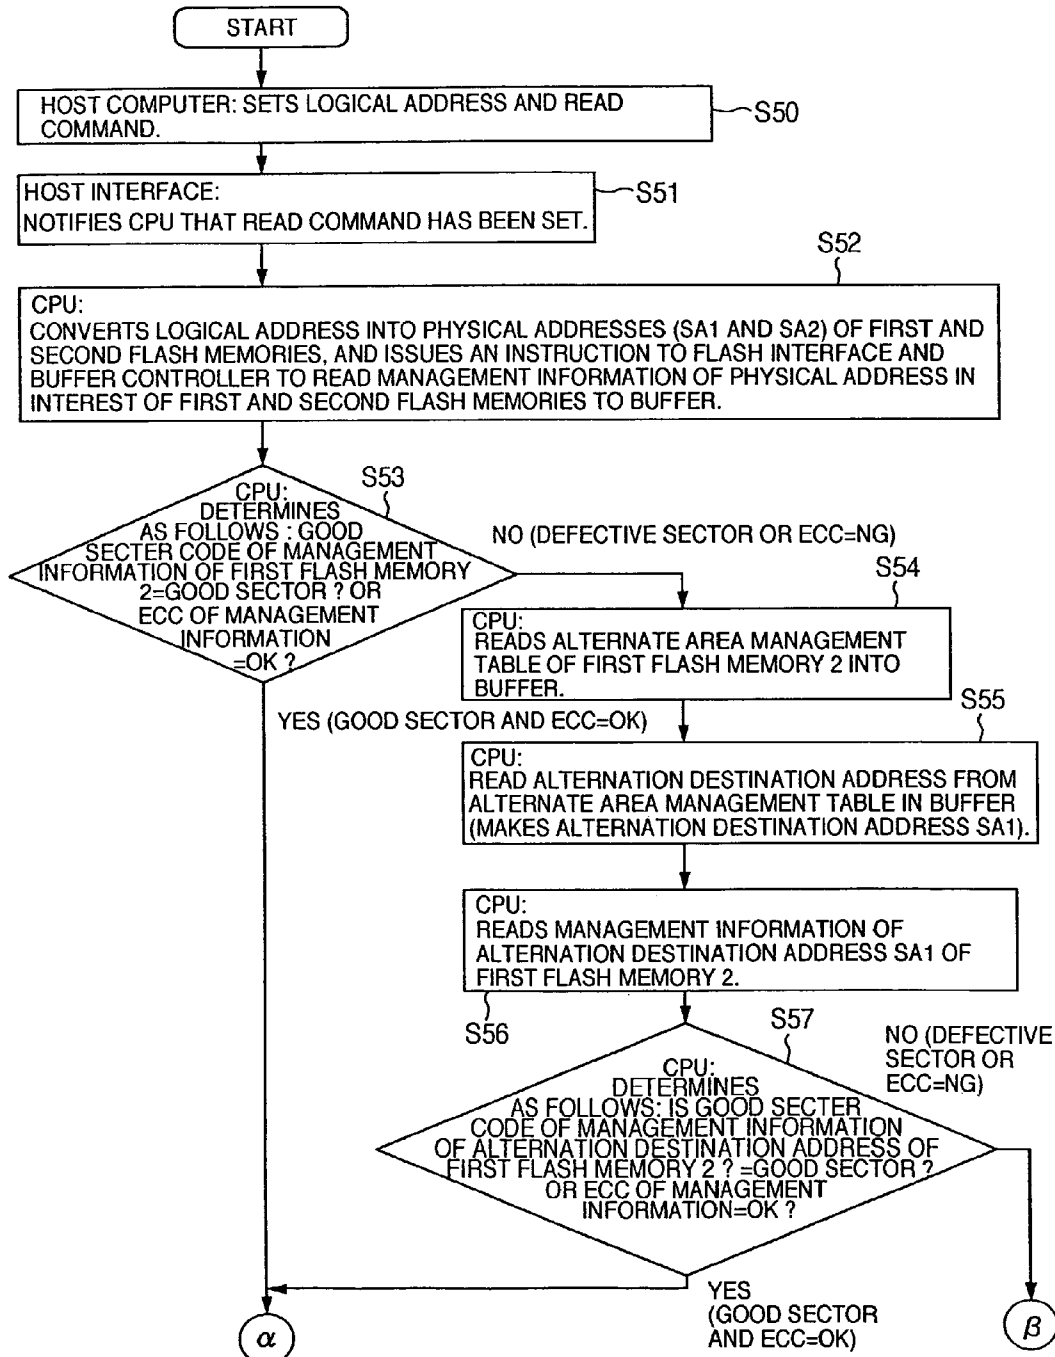 START
HOST COMPUTER: SETS LOGICAL ADDRESS AND READ
COMMAND.
S50
HOST INTERFACE:
NOTIFIES CPU THAT READ COMMAND HAS BEEN SET.
S51
S52
CPU:
CONVERTS LOGICAL ADDRESS INTO PHYSICAL ADDRESSES (SA1 AND SA2) OF FIRST AND
SECOND FLASH MEMORIES, AND ISSUES AN INSTRUCTION TO FLASH INTERFACE AND
BUFFER CONTROLLER TO READ MANAGEMENT INFORMATION OF PHYSICAL ADDRESS IN
INTEREST OF FIRST AND SECOND FLASH MEMORIES TO BUFFER.
S53
CPU:
DETERMINES
AS FOLLOWS : GOOD
SECTER CODE OF MANAGEMENT
INFORMATION OF FIRST FLASH MEMORY
2=GOOD SECTOR ? OR
ECC OF MANAGEMENT
INFORMATION
=OK ?
NO (DEFECTIVE SECTOR OR ECC=NG)
S54
CPU:
READS ALTERNATE AREA MANAGEMENT
TABLE OF FIRST FLASH MEMORY 2 INTO
BUFFER.
YES (GOOD SECTOR AND ECC=OK)
S55
CPU:
READ ALTERNATION DESTINATION ADDRESS FROM
ALTERNATE AREA MANAGEMENT TABLE IN BUFFER
(MAKES ALTERNATION DESTINATION ADDRESS SA1).
CPU:
READS MANAGEMENT INFORMATION OF
ALTERNATION DESTINATION ADDRESS SA1 OF
FIRST FLASH MEMORY 2.
S56
S57
CPU:
DETERMINES
AS FOLLOWS: IS GOOD SECTER
CODE OF MANAGEMENT INFORMATION
OF ALTERNATION DESTINATION ADDRESS OF
FIRST FLASH MEMORY 2 ? =GOOD SECTOR ?
OR ECC OF MANAGEMENT
INFORMATION=OK ?
NO (DEFECTIVE
SECTOR OR
ECC=NG)
YES
(GOOD SECTOR
AND ECC=OK)
α
β